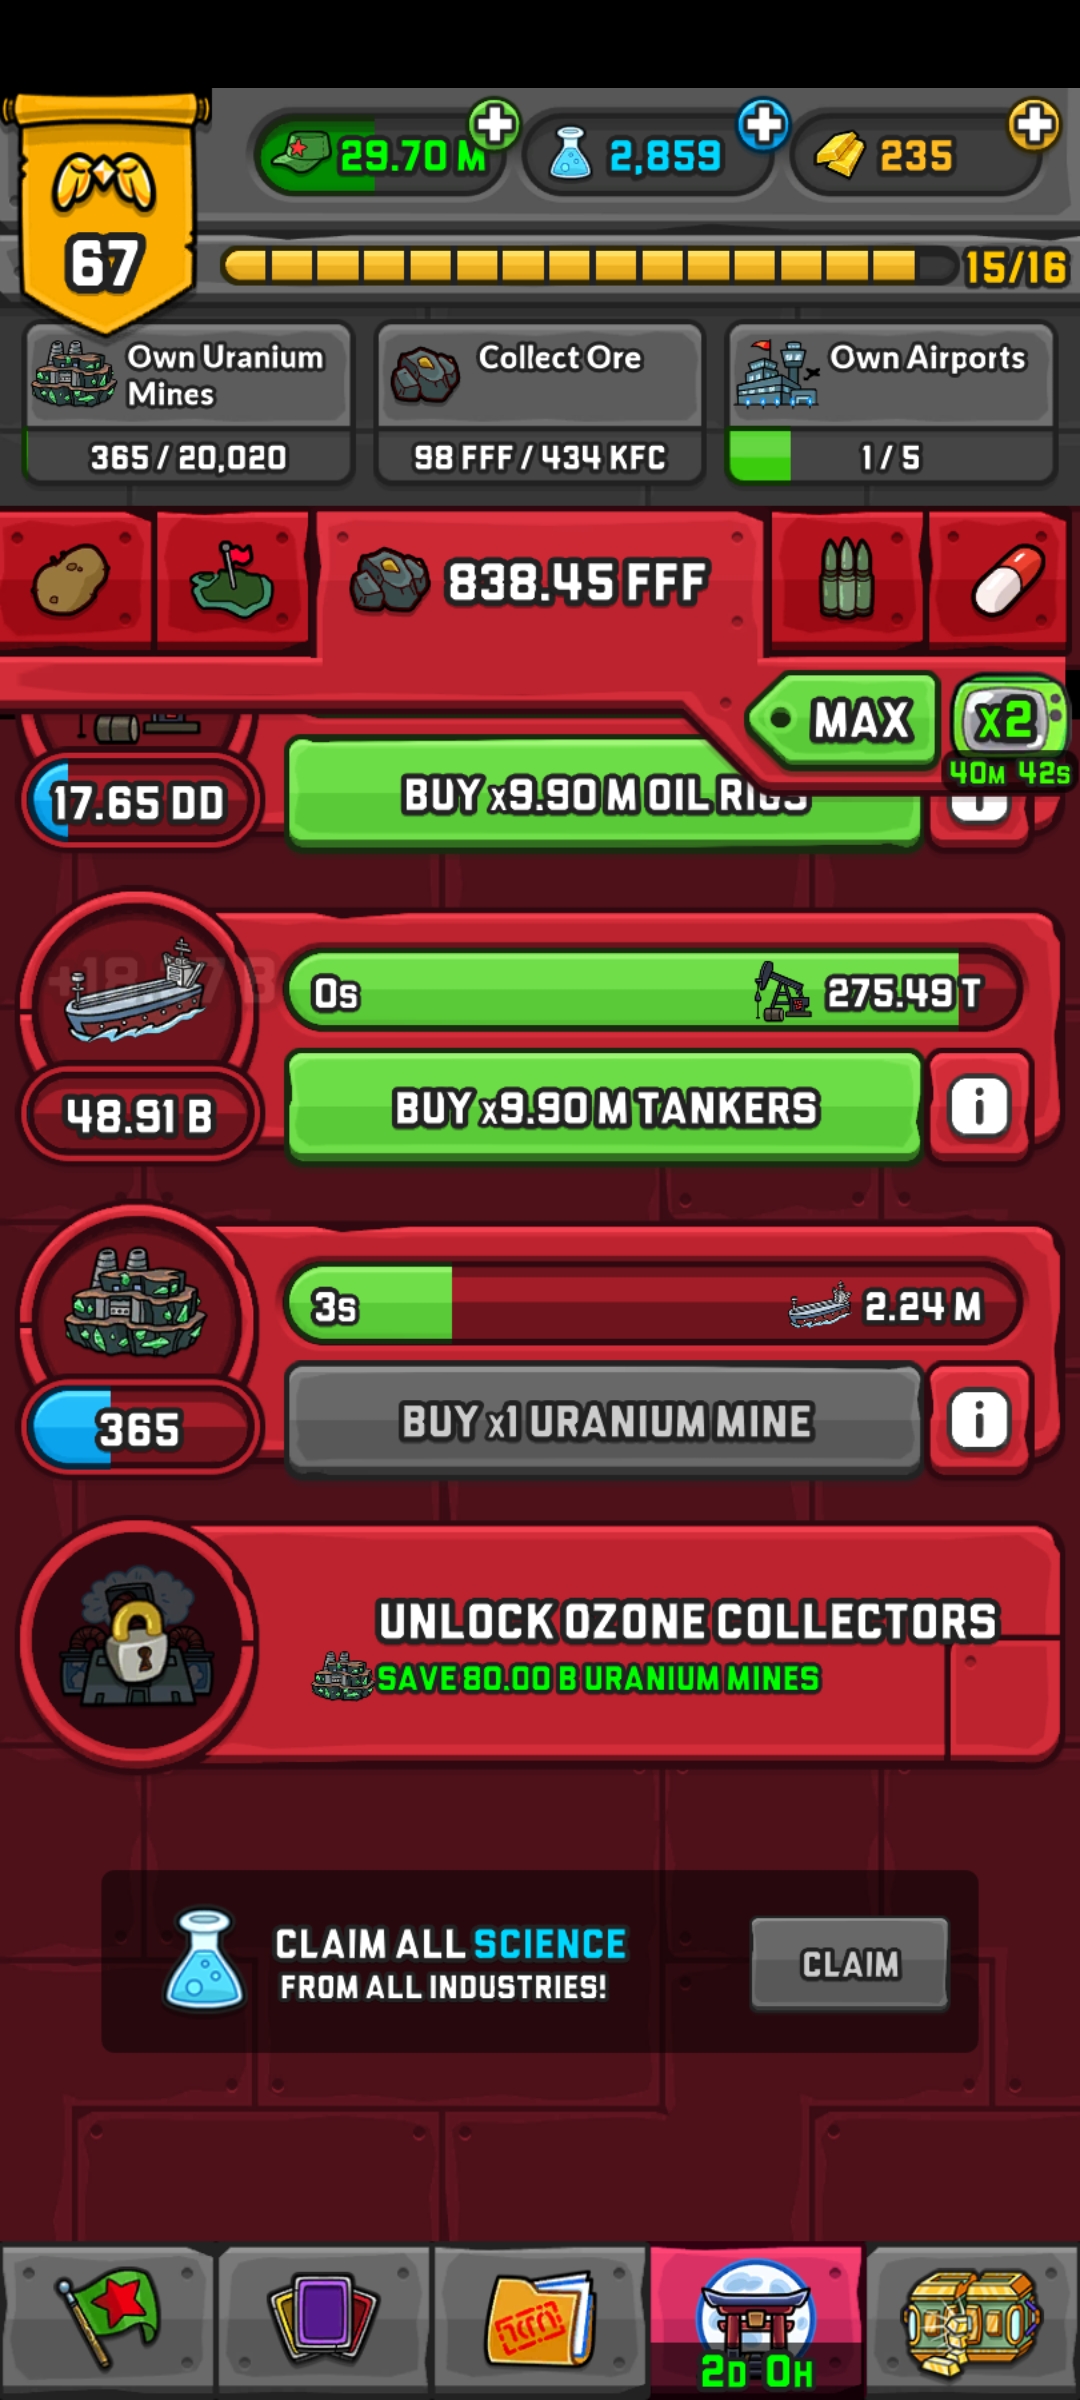 29.70 M
2,859
235
67
15/16
Own Uranium
Mines
365 / 20,020
Collect Ore
98 FFF / 434 KFC
Own Airports
1 / 5
838.45 FFF
MAX
x2
40M 42S
17.65 DD
BUY x9.90 M OIL RIGS
0s
275.49 T
48.91 B
BUY x9.90 M TANKERS
i
3s
2.24 M
365
BUY x1 URANIUM MINE
i
UNLOCK OZONE COLLECTORS
SAVE 80.00 B URANIUM MINES
CLAIM ALL SCIENCE
FROM ALL INDUSTRIES!
CLAIM
2D 0H